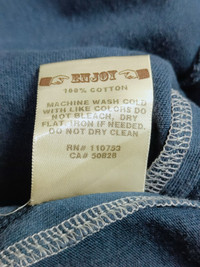 ENJOY
100% COTTON
MACHINE WASH COLD
WITH LIKE COLORS DO
NOT BLEACH, DRY
FLAT. IRON IF NEEDED.
DO NOT DRY CLEAN
RN# 110753
CA# 50828